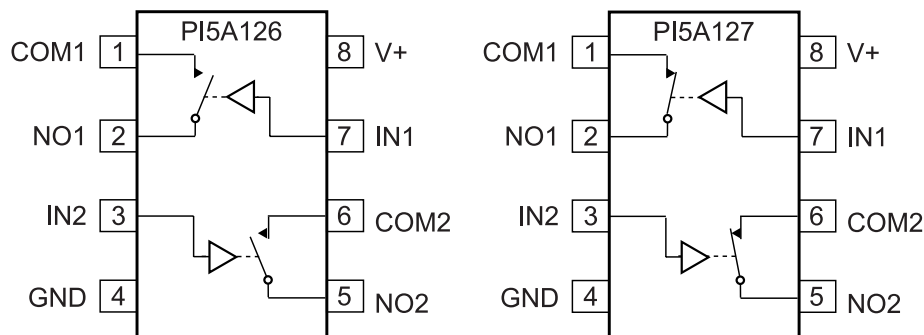 PI5A126
COM1 1 8 V+
NO1 2 7 IN1
IN2 3 6 COM2
GND 4 5 NO2
PI5A127
COM1 1 8 V+
NO1 2 7 IN1
IN2 3 6 COM2
GND 4 5 NO2